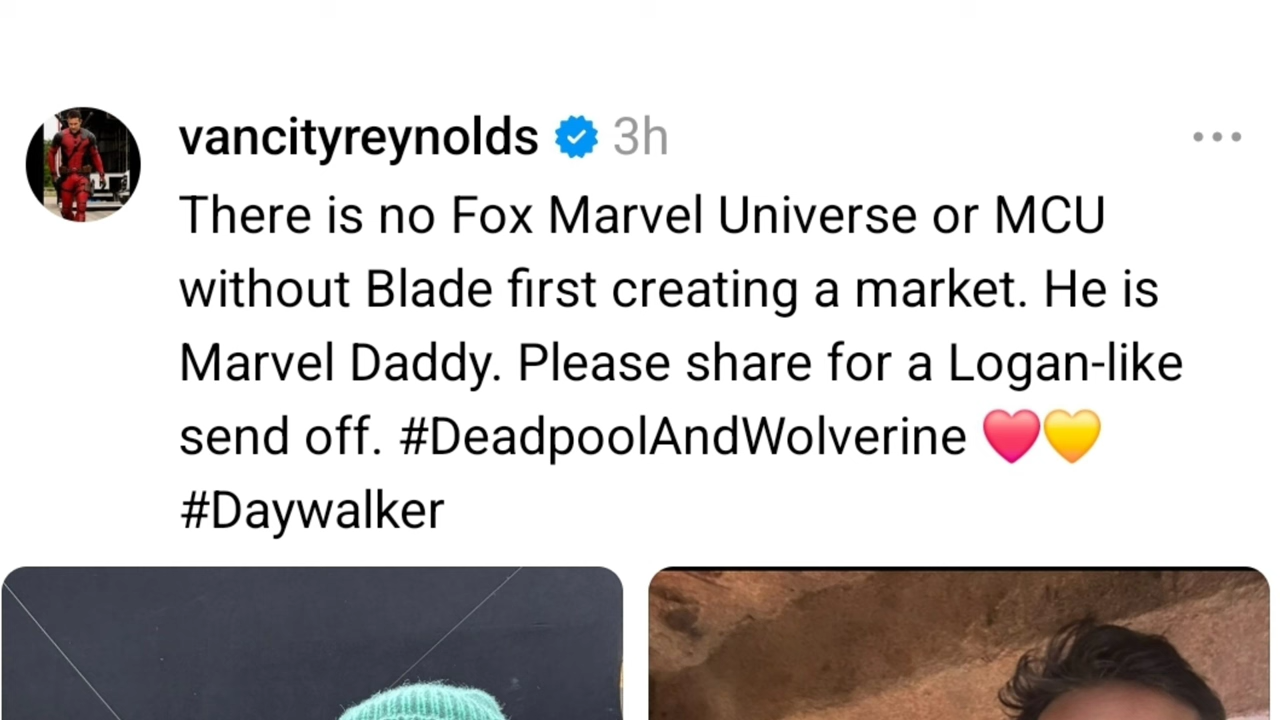 vancityreynolds 3h
There is no Fox Marvel Universe or MCU
without Blade first creating a market. He is
Marvel Daddy. Please share for a Logan-like
send off. #DeadpoolAndWolverine ❤️💛
#Daywalker